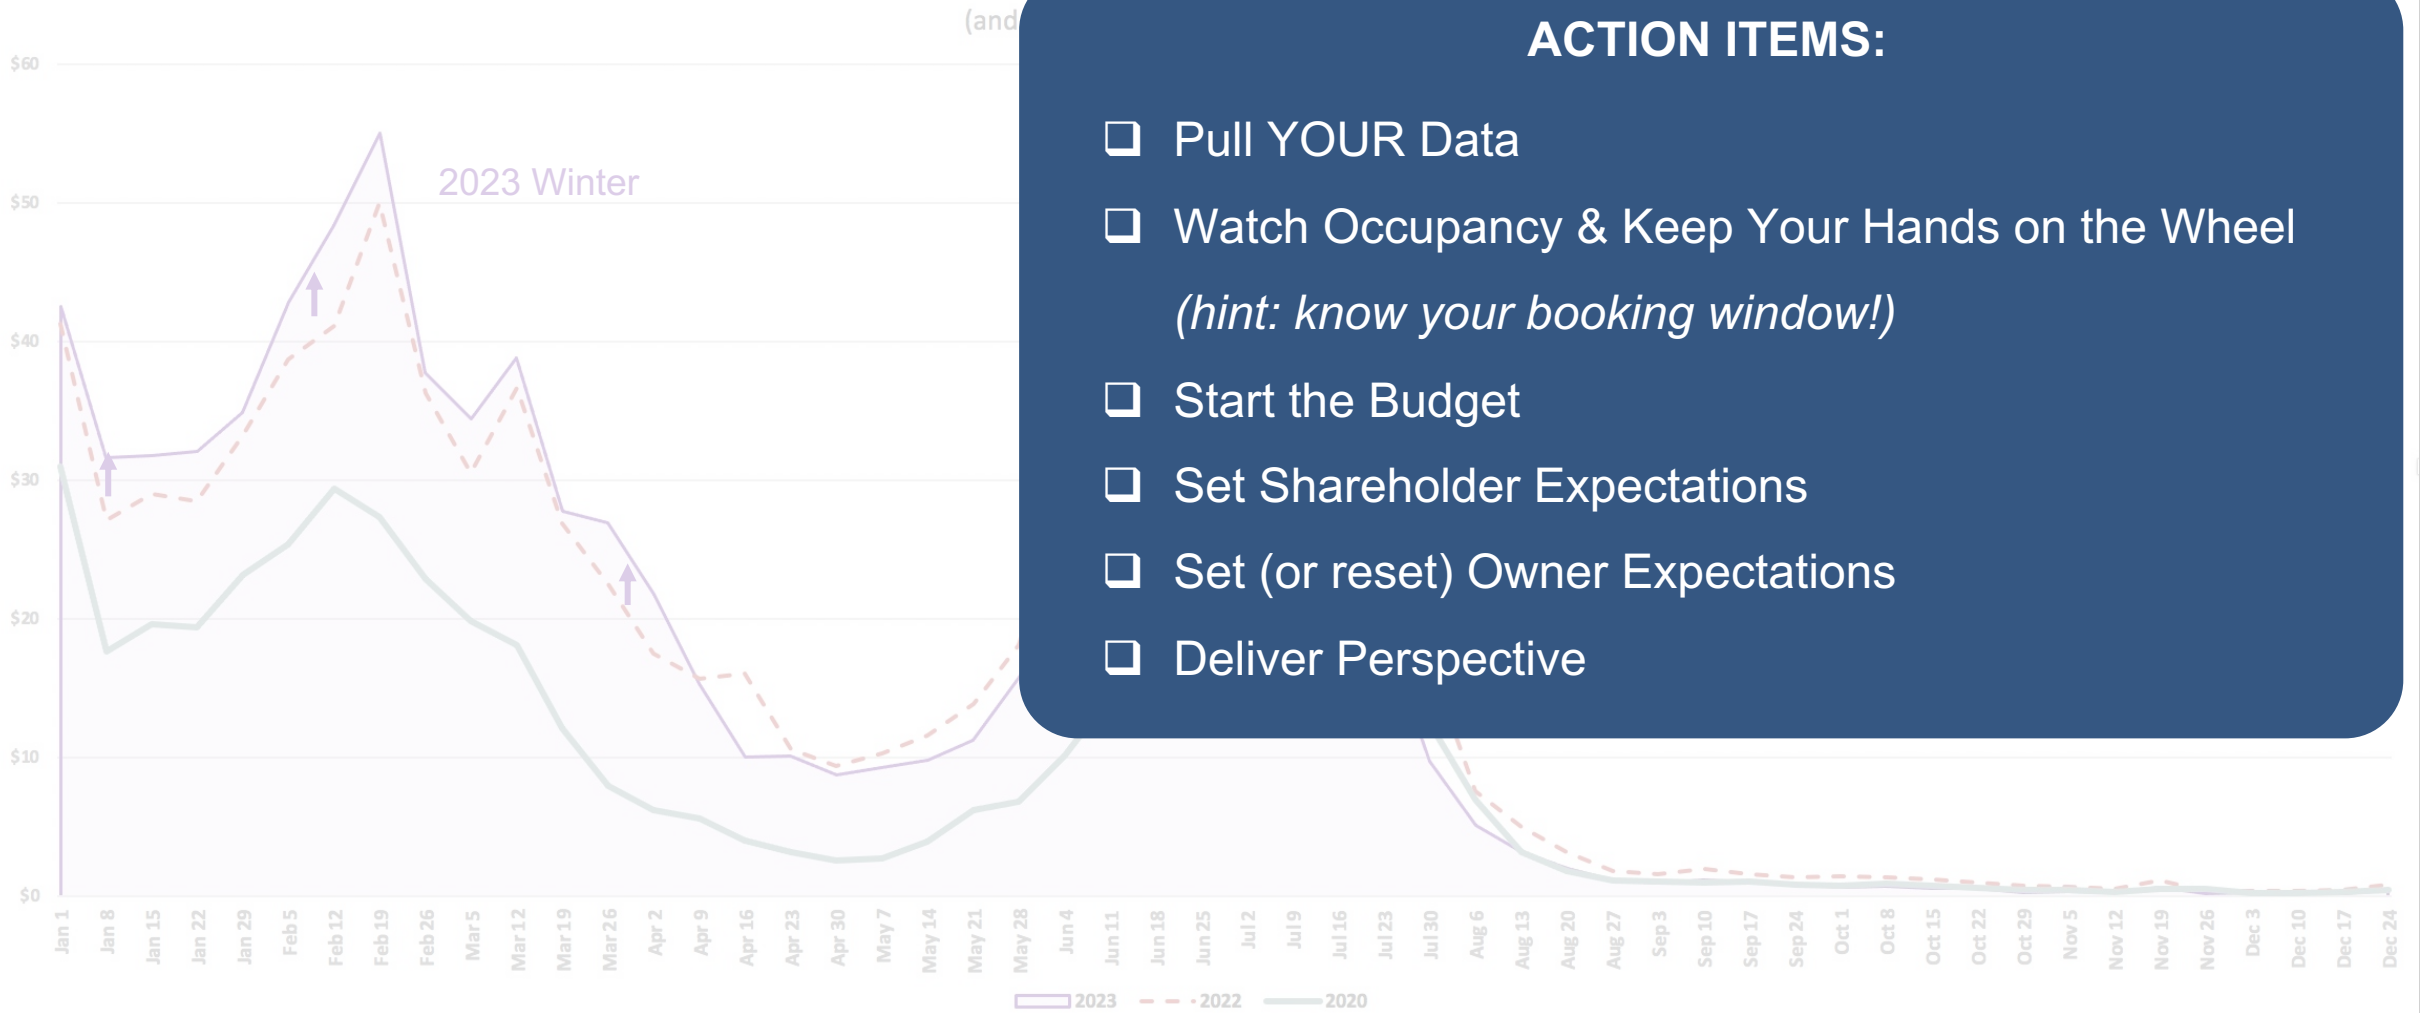 (and
ACTION ITEMS:
Pull YOUR Data
Watch Occupancy & Keep Your Hands on the Wheel
(hint: know your booking window!)
Start the Budget
Set Shareholder Expectations
Set (or reset) Owner Expectations
Deliver Perspective
2023 Winter
$60
$50
$40
$30
$20
$10
$0
Jan 1
Jan 8
Jan 15
Jan 22
Jan 29
Feb 5
Feb 12
Feb 19
Feb 26
Mar 5
Mar 12
Mar 19
Mar 26
Apr 2
Apr 9
Apr 16
Apr 23
Apr 30
May 7
May 14
May 21
May 28
Jun 4
Jun 11
Jun 18
Jun 25
Jul 2
Jul 9
Jul 16
Jul 23
Jul 30
Aug 6
Aug 13
Aug 20
Aug 27
Sep 3
Sep 10
Sep 17
Sep 24
Oct 1
Oct 8
Oct 15
Oct 22
Oct 29
Nov 5
Nov 12
Nov 19
Nov 26
Dec 3
Dec 10
Dec 17
Dec 24
2023
2022
2020